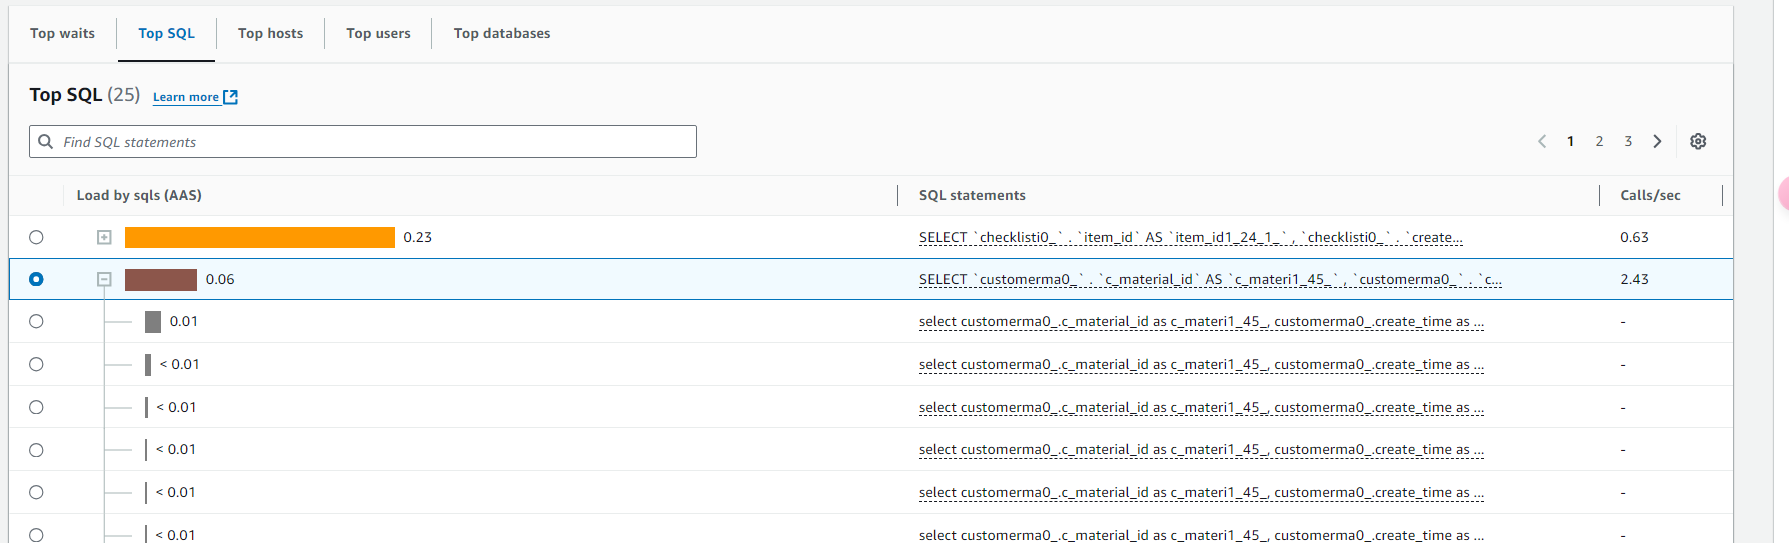 Top waits Top SQL Top hosts Top users Top databases
Top SQL (25) Learn more
Find SQL statements
1 2 3
Load by sqls (AAS) SQL statements Calls/sec
0.23 SELECT `checklisti0_` . `item_id` AS `item_id1_24_1_` , `checklisti0_` . `create... 0.63
0.06 SELECT `customerma0_` . `c_material_id` AS `c_materi1_45_` , `customerma0_` . `c... 2.43
0.01 select customerma0_.c_material_id as c_materi1_45_, customerma0_.create_time as ... -
< 0.01 select customerma0_.c_material_id as c_materi1_45_, customerma0_.create_time as ... -
< 0.01 select customerma0_.c_material_id as c_materi1_45_, customerma0_.create_time as ... -
< 0.01 select customerma0_.c_material_id as c_materi1_45_, customerma0_.create_time as ... -
< 0.01 select customerma0_.c_material_id as c_materi1_45_, customerma0_.create_time as ... -
< 0.01 select customerma0_.c_material_id as c_materi1_45_, customerma0_.create_time as ... -